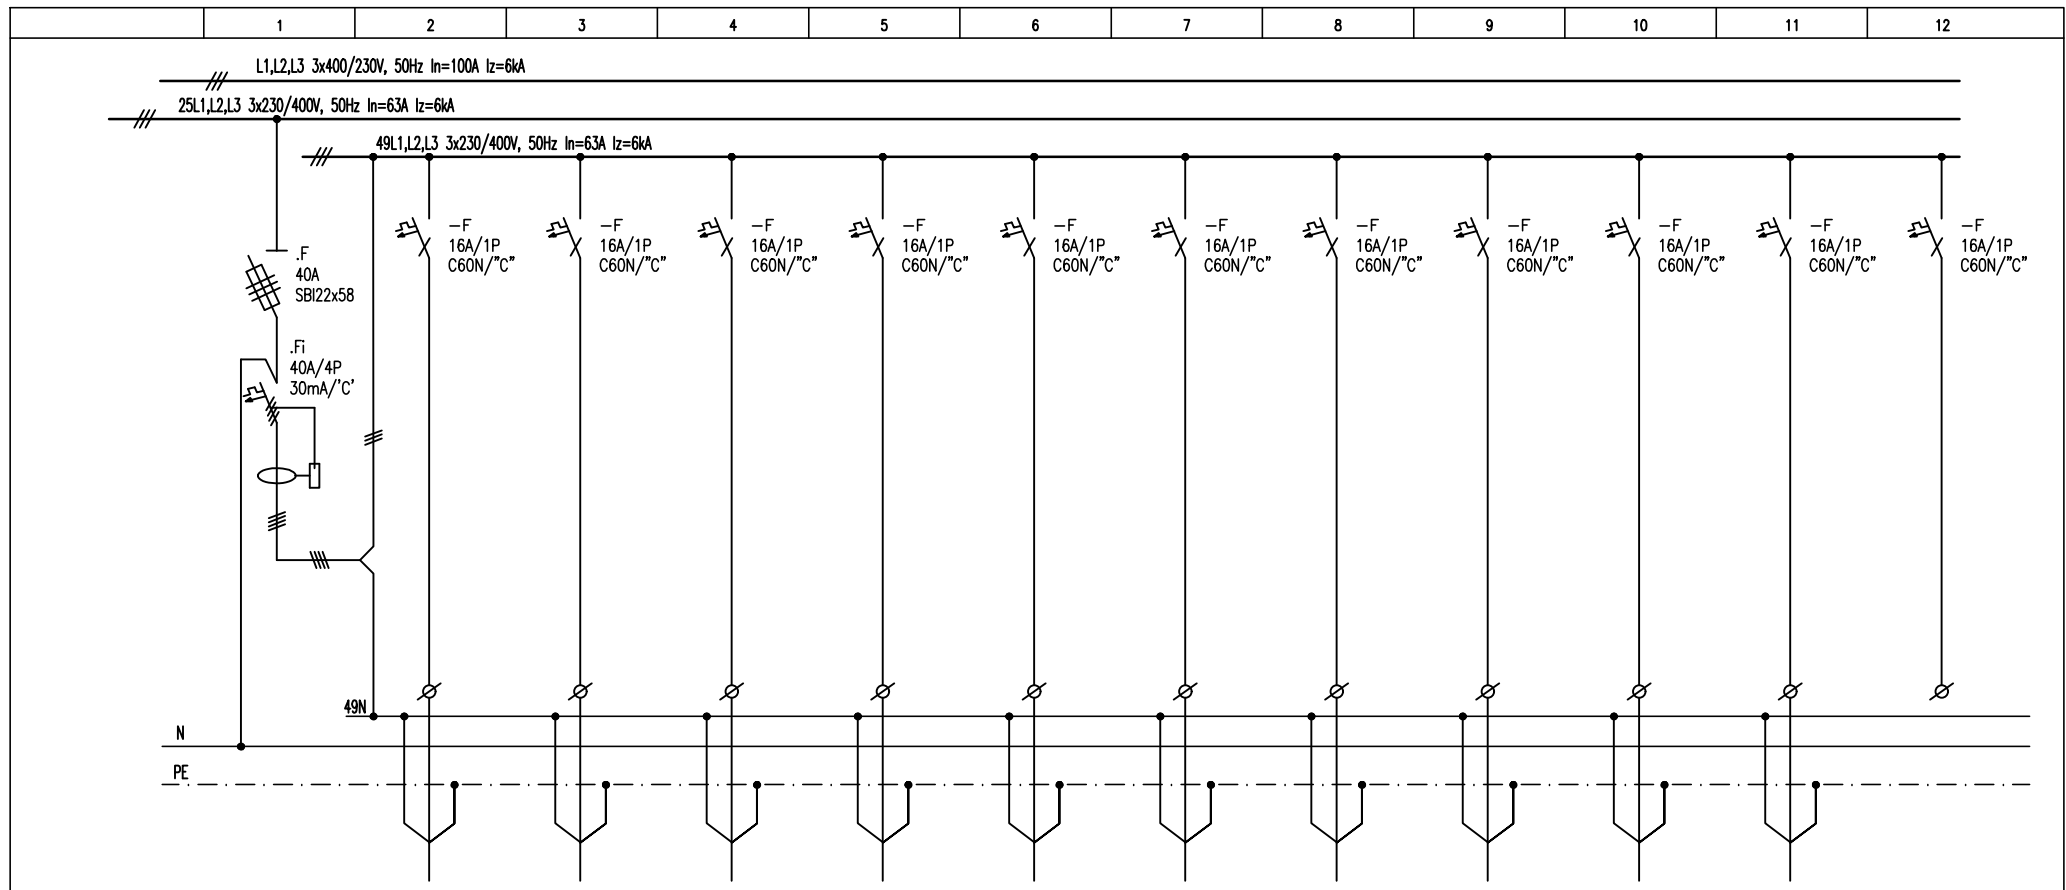 1 2 3 4 5 6 7 8 9 10 11 12
L1,L2,L3 3x400/230V, 50Hz In=100A Iz=6kA
25L1,L2,L3 3x230/400V, 50Hz In=63A Iz=6kA
49L1,L2,L3 3x230/400V, 50Hz In=63A Iz=6kA
.F
40A
SBI22x58
.Fi
40A/4P
30mA/'C'
-F
16A/1P
C60N/"C"
-F
16A/1P
C60N/"C"
-F
16A/1P
C60N/"C"
-F
16A/1P
C60N/"C"
-F
16A/1P
C60N/"C"
-F
16A/1P
C60N/"C"
-F
16A/1P
C60N/"C"
-F
16A/1P
C60N/"C"
-F
16A/1P
C60N/"C"
-F
16A/1P
C60N/"C"
-F
16A/1P
C60N/"C"
49N
N
PE